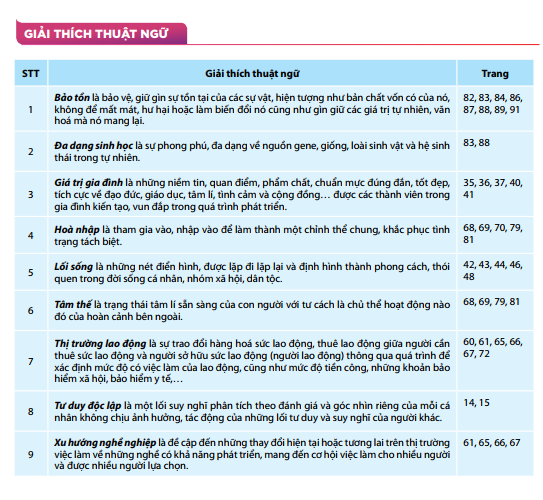 GIẢI THÍCH THUẬT NGỮ
STT Giải thích thuật ngữ Trang
1 Bảo tồn là bảo vệ, giữ gìn sự tồn tại của các sự vật, hiện tượng như bản chất vốn có của nó, 82, 83, 84, 86,
không để mất mát, hư hại hoặc làm biến đổi nó cũng như gìn giữ các giá trị tự nhiên, văn 87, 88, 89, 91
hoá mà nó mang lại.
2 Đa dạng sinh học là sự phong phú, đa dạng về nguồn gene, giống, loài sinh vật và hệ sinh 83, 88
thái trong tự nhiên.
3 Giá trị gia đình là những niềm tin, quan điểm, phẩm chất, chuẩn mực đúng đắn, tốt đẹp, 35, 36, 37, 40,
tích cực về đạo đức, giáo dục, tâm lí, tình cảm và cộng đồng… được các thành viên trong 41
gia đình kiến tạo, vun đắp trong quá trình phát triển.
4 Hoà nhập là tham gia vào, nhập vào để làm thành một chỉnh thể chung, khắc phục tình 68, 69, 70, 79,
trạng tách biệt. 81
5 Lối sống là những nét điển hình, được lặp đi lặp lại và định hình thành phong cách, thói 42, 43, 44, 46,
quen trong đời sống cá nhân, nhóm xã hội, dân tộc. 48
6 Tâm thế là trạng thái tâm lí sẵn sàng của con người với tư cách là chủ thể hoạt động nào 68, 69, 79, 81
đó của hoàn cảnh bên ngoài.
7 Thị trường lao động là sự trao đổi hàng hoá sức lao động, thuê lao động giữa người cần 60, 61, 65, 66,
thuê sức lao động và người sở hữu sức lao động (người lao động) thông qua quá trình để 67, 72
xác định mức độ có việc làm của lao động, cũng như mức độ tiền công, những khoản bảo
hiểm xã hội, bảo hiểm y tế,…
8 Tư duy độc lập là một lối suy nghĩ phân tích theo đánh giá và góc nhìn riêng của mỗi cá 14, 15
nhân không chịu ảnh hưởng, tác động của những lối tư duy và suy nghĩ của người khác.
9 Xu hướng nghề nghiệp là đề cập đến những thay đổi hiện tại hoặc tương lai trên thị trường 61, 65, 66, 67
việc làm về những nghề có khả năng phát triển, mang đến cơ hội việc làm cho nhiều người
và được nhiều người lựa chọn.